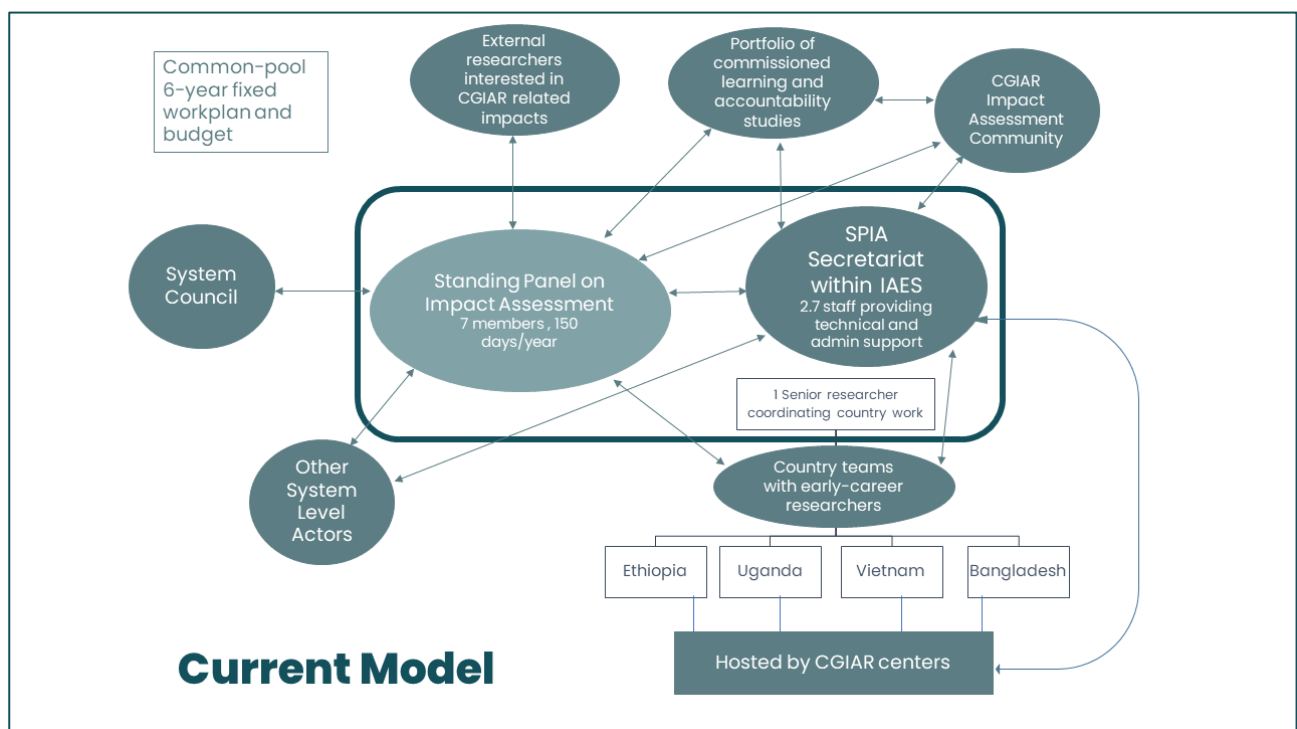 Common-pool
6-year fixed
workplan and
budget
External
researchers
interested in
CGIAR related
impacts
Portfolio of
commissioned
learning and
accountability
studies
CGIAR
Impact
Assessment
Community
System
Council
Standing Panel on
Impact Assessment
7 members , 150
days/year
SPIA
Secretariat
within IAES
2.7 staff providing
technical and
admin support
1 Senior researcher
coordinating country work
Other
System
Level
Actors
Country teams
with early-career
researchers
Ethiopia
Uganda
Vietnam
Bangladesh
Hosted by CGIAR centers
Current Model